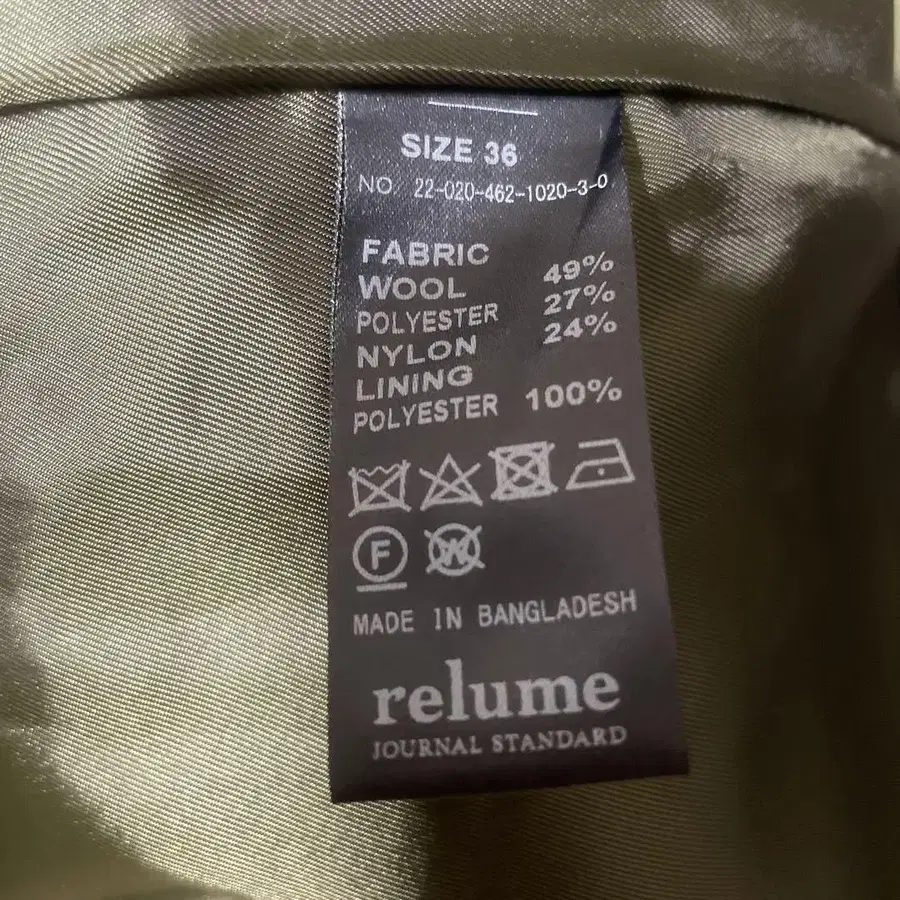 SIZE 36
NO. 22-020-462-1020-3-0
FABRIC
WOOL 49%
POLYESTER 27%
NYLON 24%
LINING
POLYESTER 100%
F W
MADE IN BANGLADESH
relume
JOURNAL STANDARD